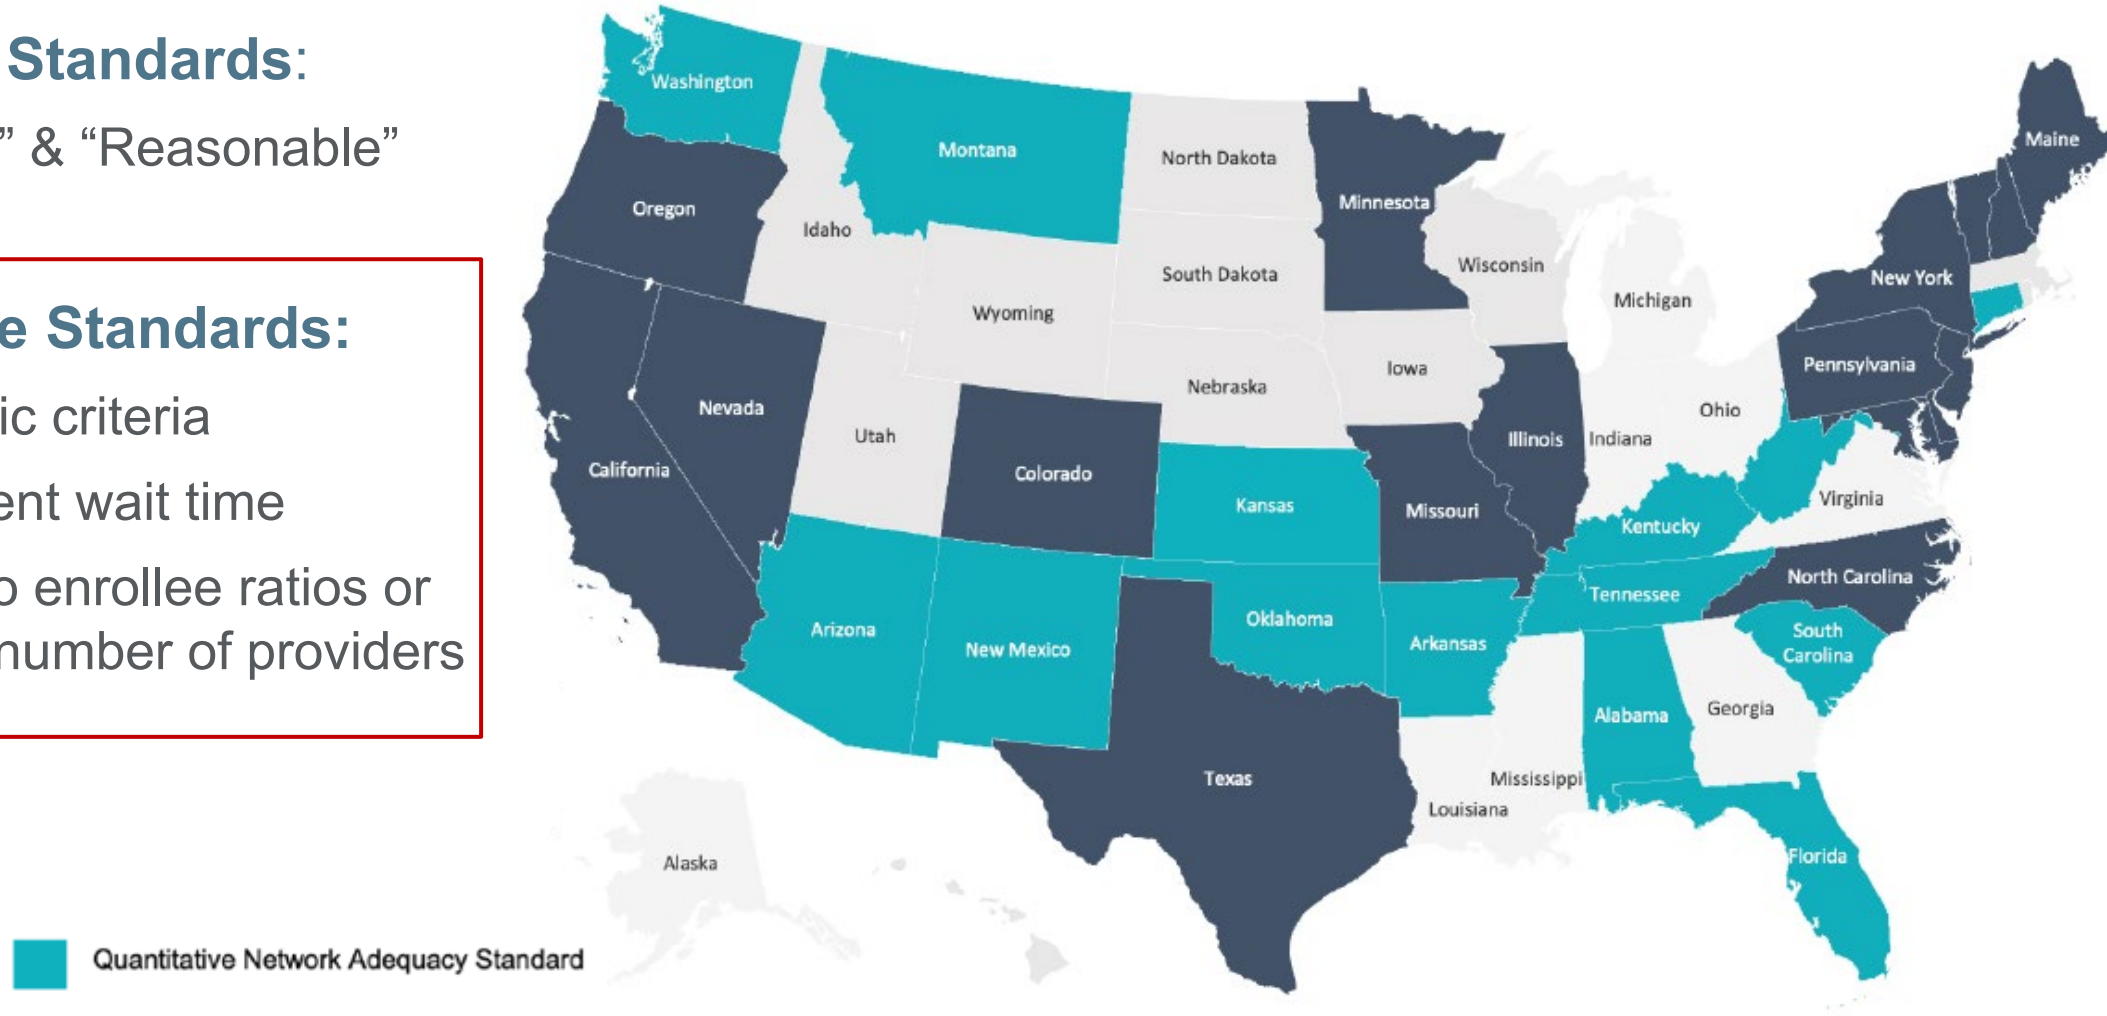 Standards:
” & “Reasonable”
e Standards:
ic criteria
ent wait time
o enrollee ratios or
number of providers
Washington
Montana
North Dakota
Minnesota
Maine
Oregon
Idaho
South Dakota
Wisconsin
Michigan
New York
Wyoming
Nebraska
Iowa
Pennsylvania
Nevada
Utah
Ohio
Illinois
Indiana
California
Colorado
Kansas
Missouri
Virginia
Kentucky
North Carolina
Tennessee
Arizona
New Mexico
Oklahoma
Arkansas
South
Carolina
Alabama
Georgia
Texas
Mississippi
Louisiana
Alaska
Florida
Quantitative Network Adequacy Standard